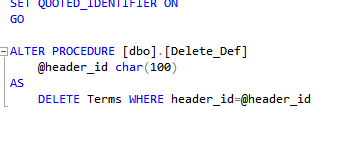 SET QUOTED_IDENTIFIER ON
GO
ALTER PROCEDURE [dbo].[Delete_Def]
@header_id char(100)
AS
DELETE Terms WHERE header_id=@header_id